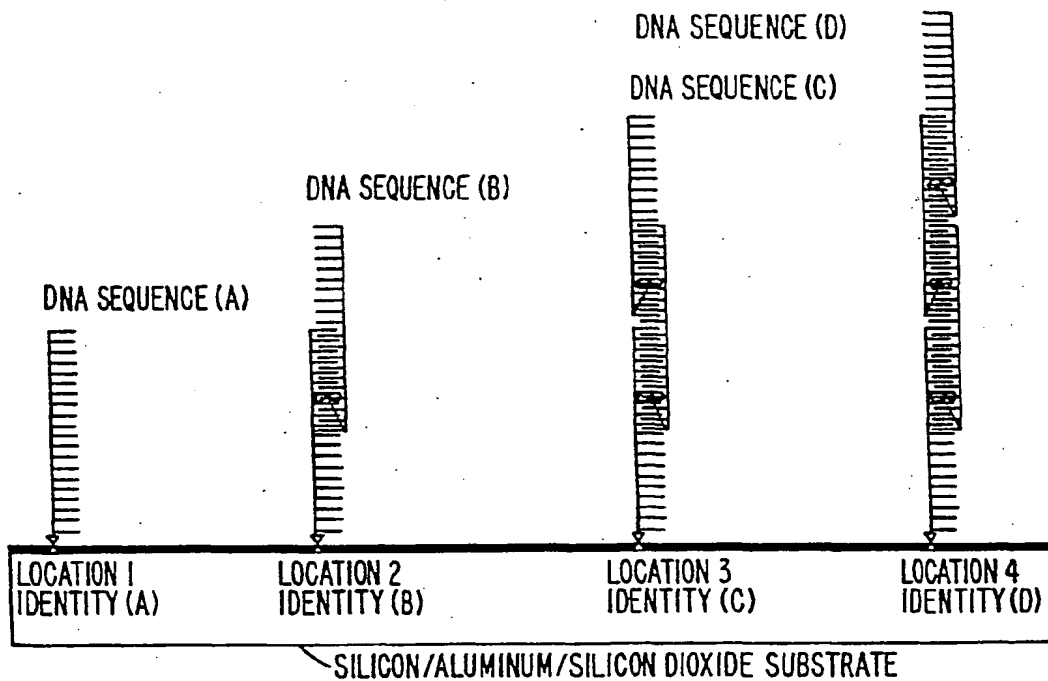 DNA SEQUENCE (D)
DNA SEQUENCE (C)
DNA SEQUENCE (B)
DNA SEQUENCE (A)
LOCATION 1
IDENTITY (A)
LOCATION 2
IDENTITY (B)
LOCATION 3
IDENTITY (C)
LOCATION 4
IDENTITY (D)
SILICON/ALUMINUM/SILICON DIOXIDE SUBSTRATE